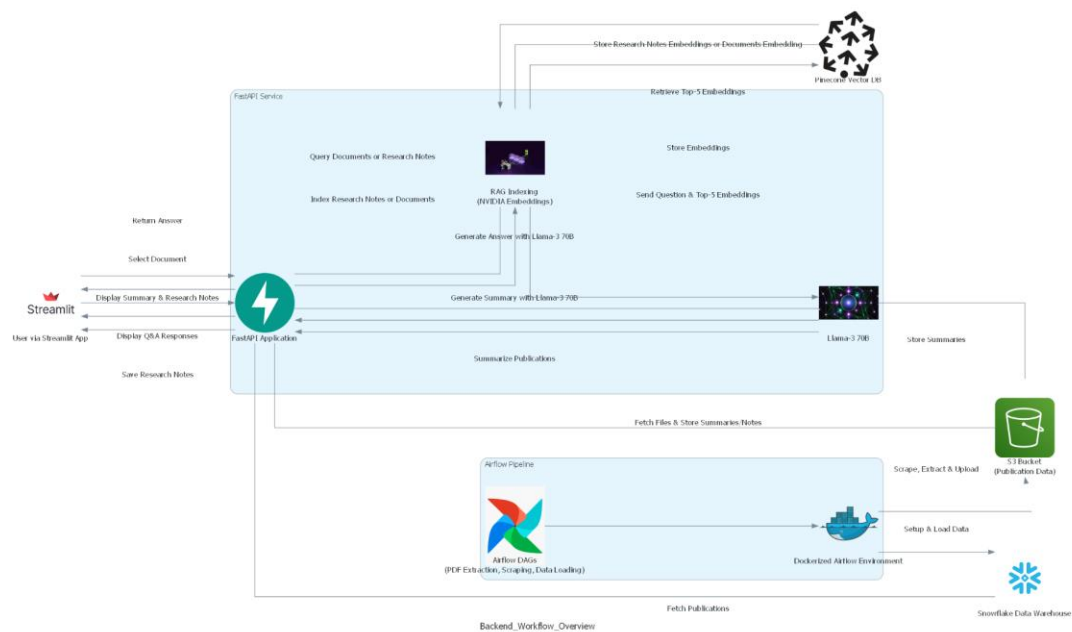 Store Research Notes Embeddings or Documents Embedding
Pinecone Vector DB
Retrieve Top-5 Embeddings
FastAPI Service
Query Documents or Research Notes
Store Embeddings
RAG Indexing
(NVIDIA Embeddings)
Index Research Notes or Documents
Send Question & Top-5 Embeddings
Return Answer
Generate Answer with Llama-3 70B
Select Document
Display Summary & Research Notes
Generate Summary with Llama-3 70B
Streamlit
User via Streamlit App
Display Q&A Responses
FastAPI Application
Llama-3 70B
Store Summaries
Summarize Publications
Save Research Notes
Fetch Files & Store Summaries/Notes
S3 Bucket
(Publication Data)
Airflow Pipeline
Scrape, Extract & Upload
Setup & Load Data
Airflow DAGs
(PDF Extraction, Scraping, Data Loading)
Dockerized Airflow Environment
Fetch Publications
Snowflake Data Warehouse
Backend_Workflow_Overview